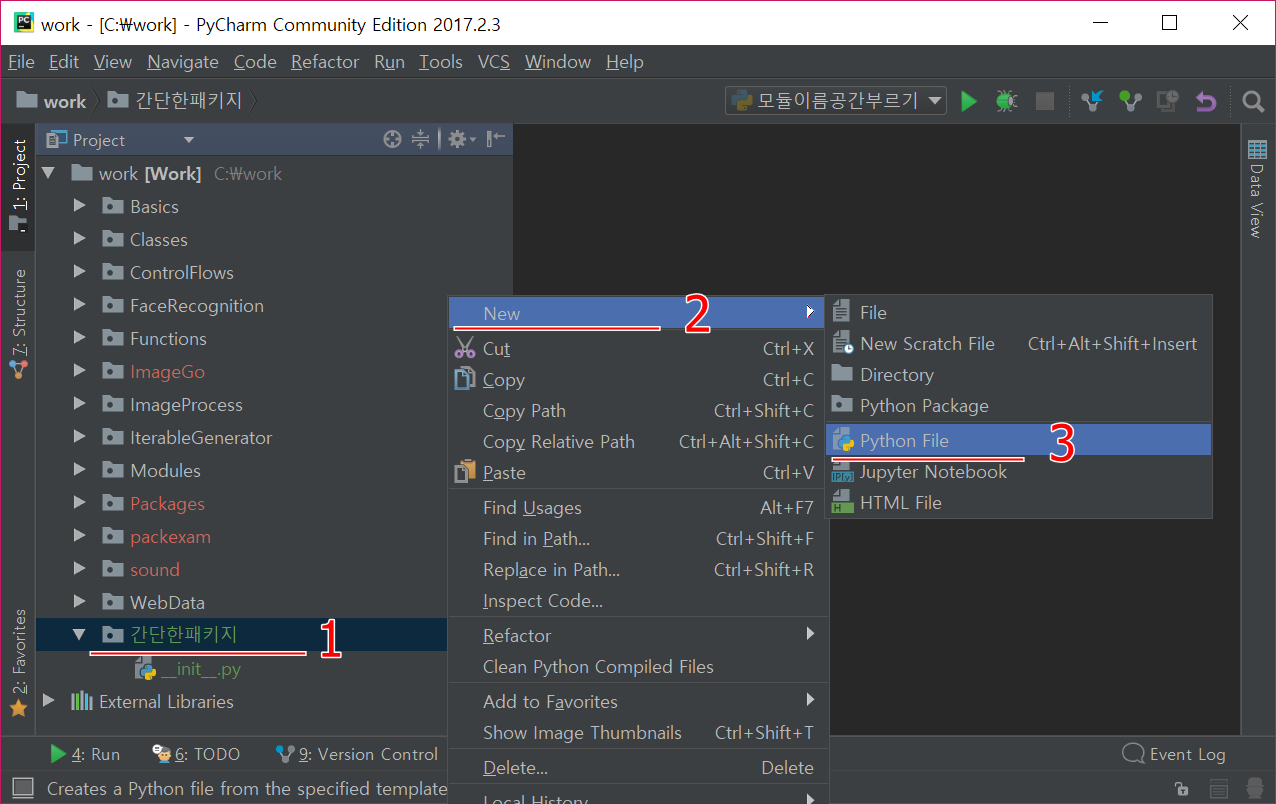 work - [C:₩work] - PyCharm Community Edition 2017.2.3
File Edit View Navigate Code Refactor Run Tools VCS Window Help
work 간단한패키지 모듈이름공간부르기
1: Project
7: Structure
2: Favorites
Project
work [Work] C:₩work
Basics
Classes
ControlFlows
FaceRecognition
Functions
ImageGo
ImageProcess
IterableGenerator
Modules
Packages
packexam
sound
WebData
간단한패키지 1
__init__.py
External Libraries
New 2
Cut Ctrl+X
Copy Ctrl+C
Copy Path Ctrl+Shift+C
Copy Relative Path Ctrl+Alt+Shift+C
Paste Ctrl+V
Find Usages Alt+F7
Find in Path... Ctrl+Shift+F
Replace in Path... Ctrl+Shift+R
Inspect Code...
Refactor
Clean Python Compiled Files
Add to Favorites
Show Image Thumbnails Ctrl+Shift+T
Delete... Delete
Local History
File
New Scratch File Ctrl+Alt+Shift+Insert
Directory
Python Package
Python File 3
Jupyter Notebook
HTML File
Data View
4: Run 6: TODO 9: Version Control Event Log
Creates a Python file from the specified template